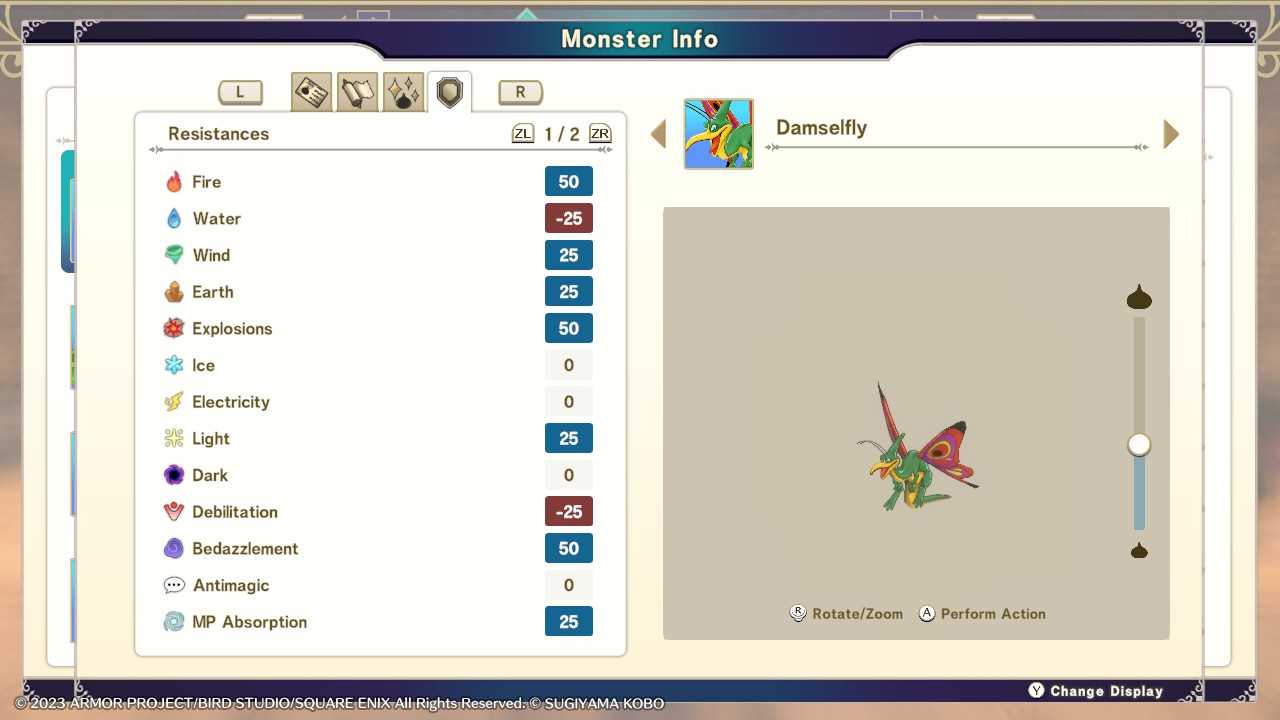 Monster Info
L
R
Resistances
ZL 1 / 2 ZR
Damselfly
Fire 50
Water -25
Wind 25
Earth 25
Explosions 50
Ice 0
Electricity 0
Light 25
Dark 0
Debilitation -25
Bedazzlement 50
Antimagic 0
MP Absorption 25
R Rotate/Zoom A Perform Action
Y Change Display
© 2023 ARMOR PROJECT/BIRD STUDIO/SQUARE ENIX All Rights Reserved. © SUGIYAMA KOBO